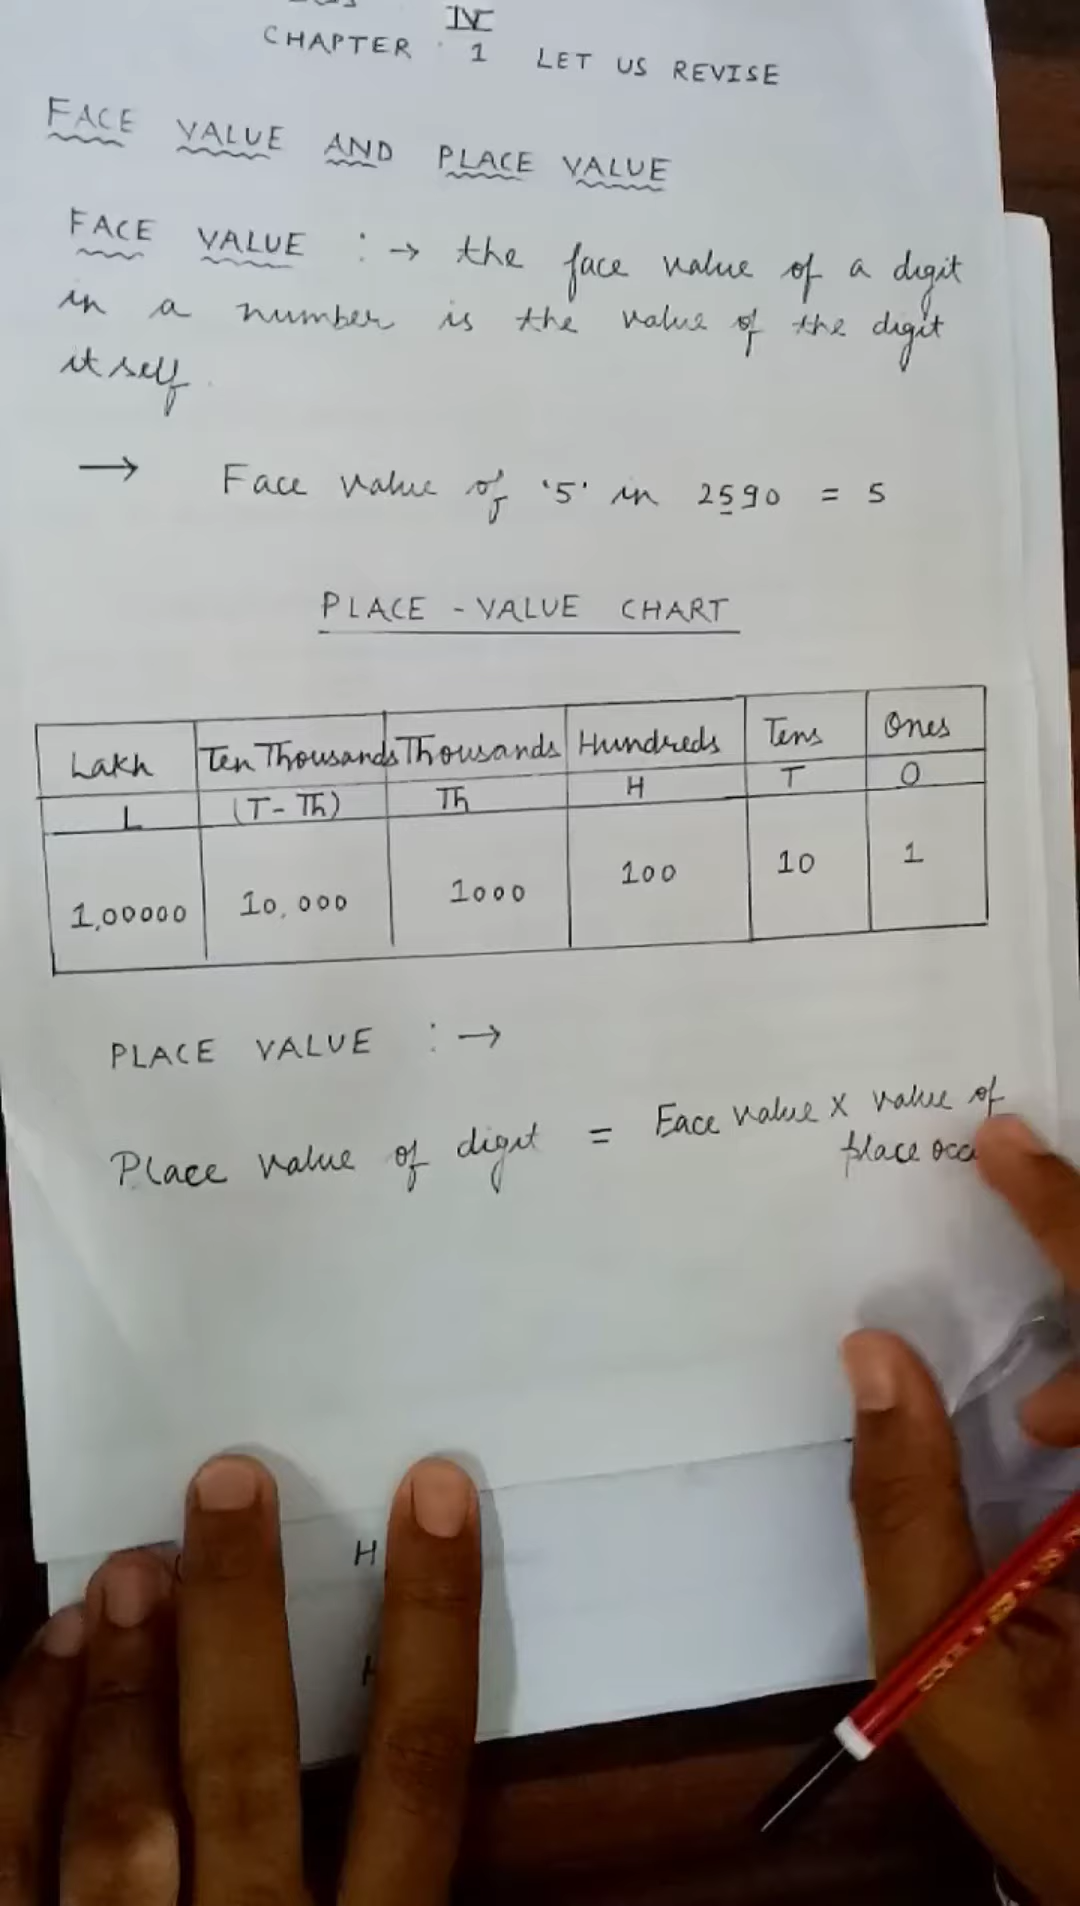 IV
CHAPTER 1 LET US REVISE
FACE VALUE AND PLACE VALUE
FACE VALUE :→ the face value of a digit
in a number is the value of the digit
itself.
→ Face value of '5' in 2590 = 5
PLACE - VALUE CHART
Lakh Ten Thousands Thousands Hundreds Tens Ones
L (T-Th) Th H T O
1,00000 10,000 1000 100 10 1
PLACE VALUE :→
Place value of digit = Face value x value of
place occu
H